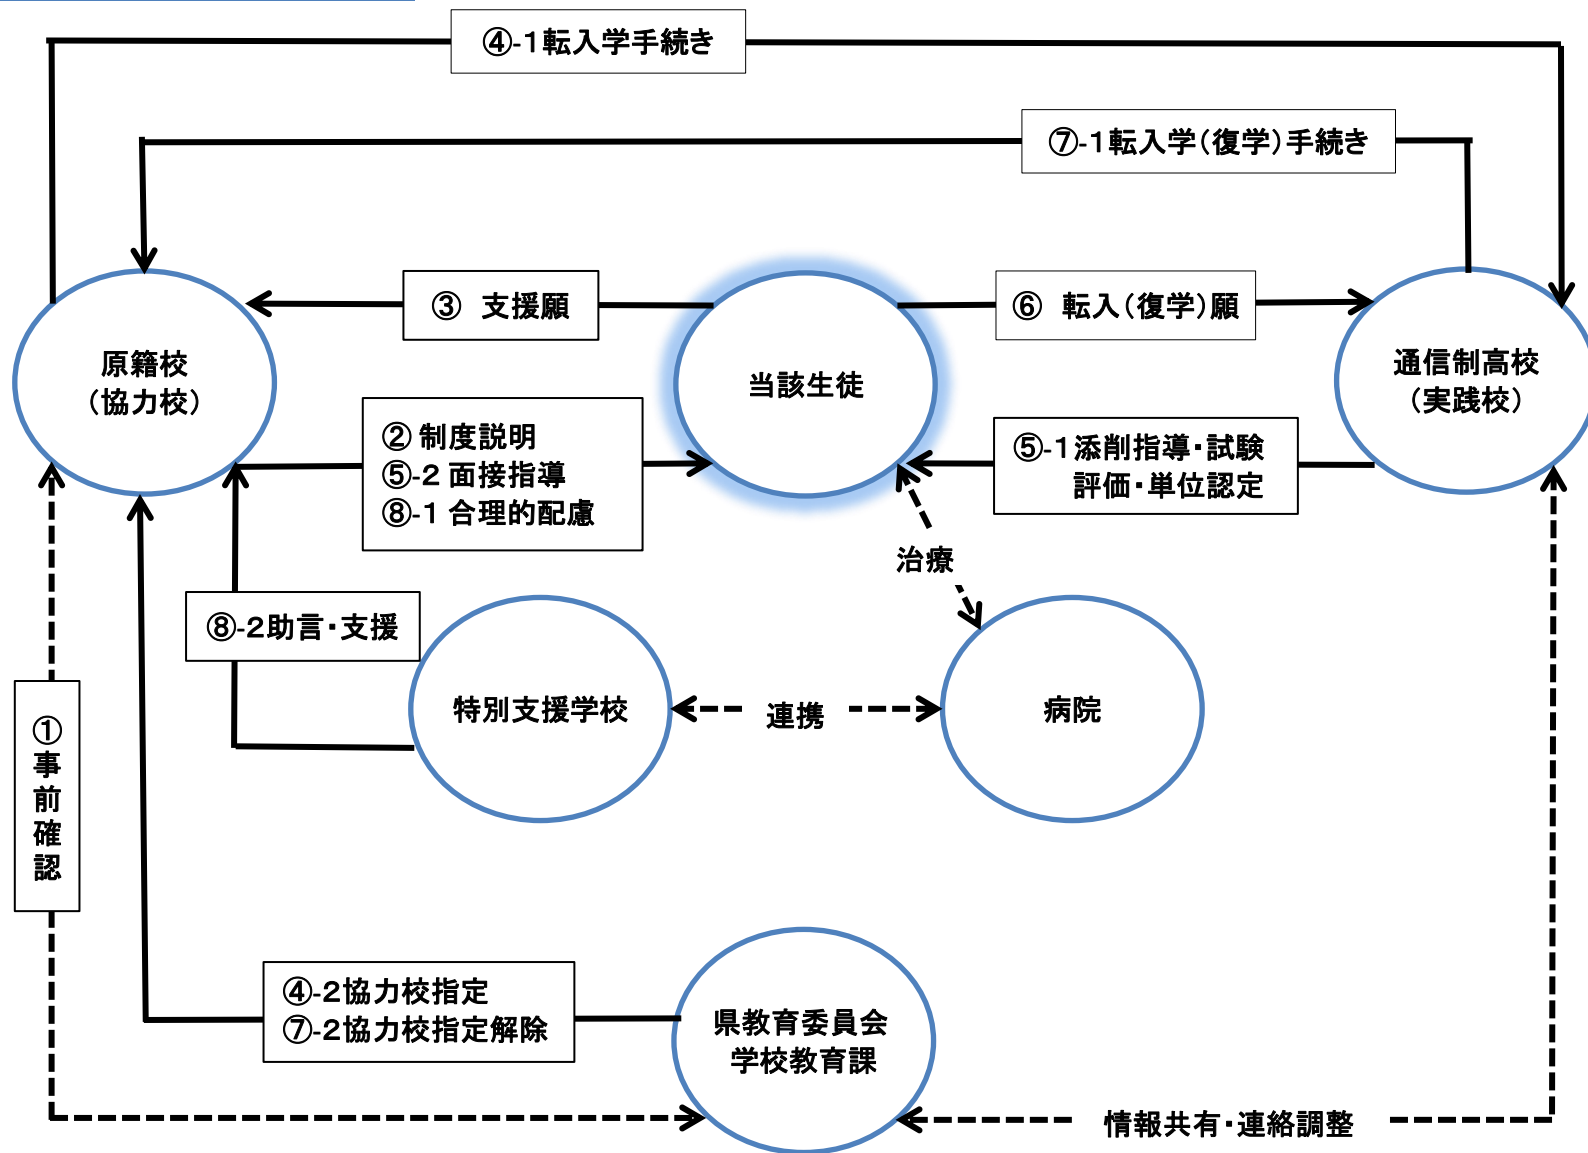 ④-1転入学手続き
⑦-1転入学(復学)手続き
③ 支援願
⑥ 転入(復学)願
原籍校
(協力校)
当該生徒
通信制高校
(実践校)
② 制度説明
⑤-2 面接指導
⑧-1 合理的配慮
⑤-1添削指導・試験
評価・単位認定
治療
⑧-2助言・支援
特別支援学校
連携
病院
①事前確認
④-2協力校指定
⑦-2協力校指定解除
県教育委員会
学校教育課
情報共有・連絡調整